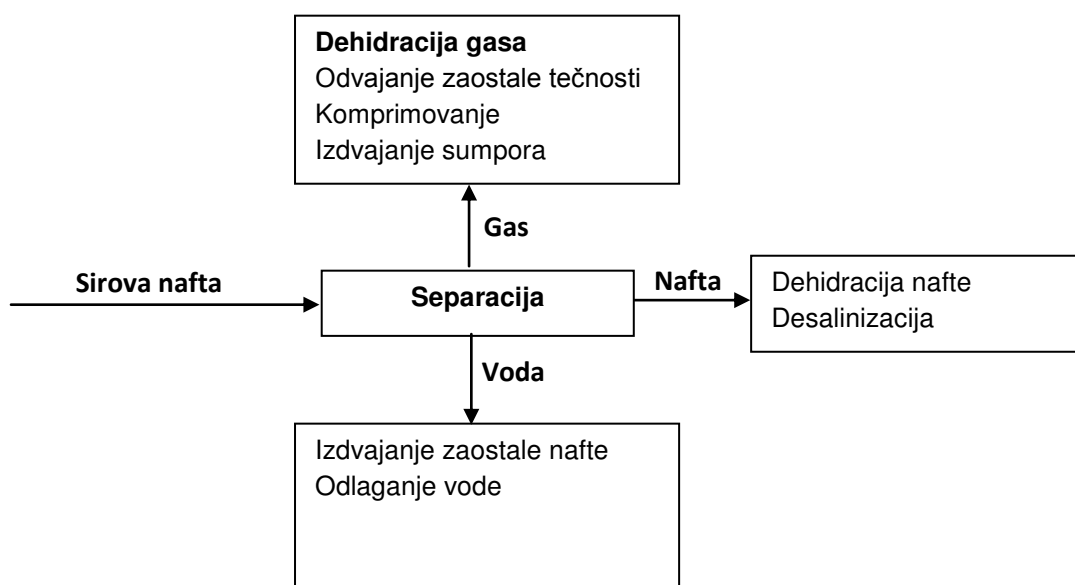 Dehidracija gasa
Odvajanje zaostale tečnosti
Komprimovanje
Izdvajanje sumpora
Gas
Sirova nafta
Separacija
Nafta
Dehidracija nafte
Desalinizacija
Voda
Izdvajanje zaostale nafte
Odlaganje vode